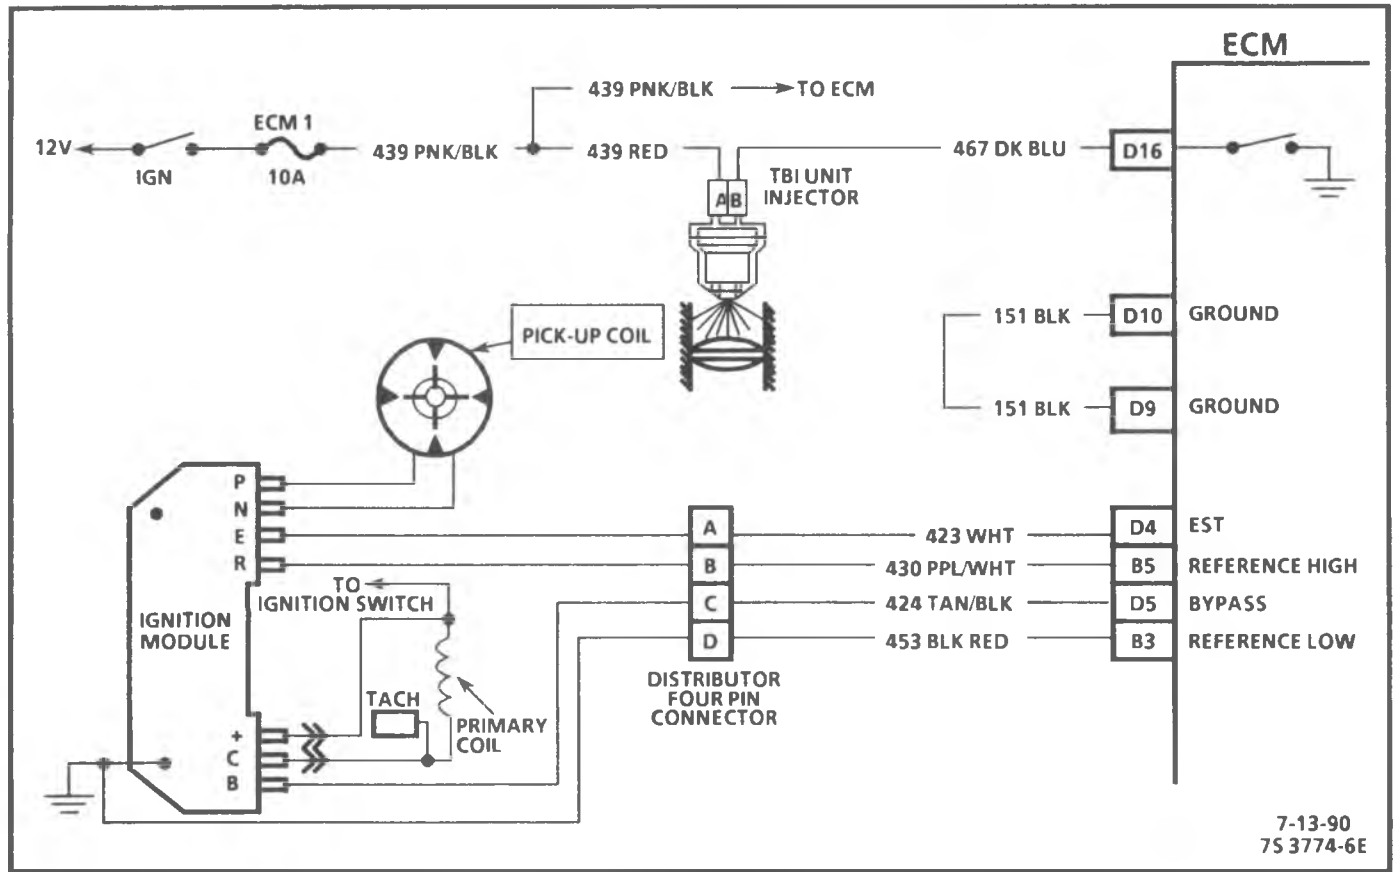 ECM
439 PNK/BLK
TO ECM
ECM 1
12V
439 PNK/BLK
439 RED
467 DK BLU
D16
IGN
10A
TBI UNIT
INJECTOR
A B
151 BLK
D10
GROUND
PICK-UP COIL
151 BLK
D9
GROUND
P
N
E
R
A
423 WHT
D4
EST
B
430 PPL/WHT
B5
REFERENCE HIGH
TO
IGNITION SWITCH
C
424 TAN/BLK
D5
BYPASS
IGNITION
MODULE
D
453 BLK RED
B3
REFERENCE LOW
DISTRIBUTOR
FOUR PIN
CONNECTOR
TACH
PRIMARY
COIL
+
C
B
7-13-90
7S 3774-6E